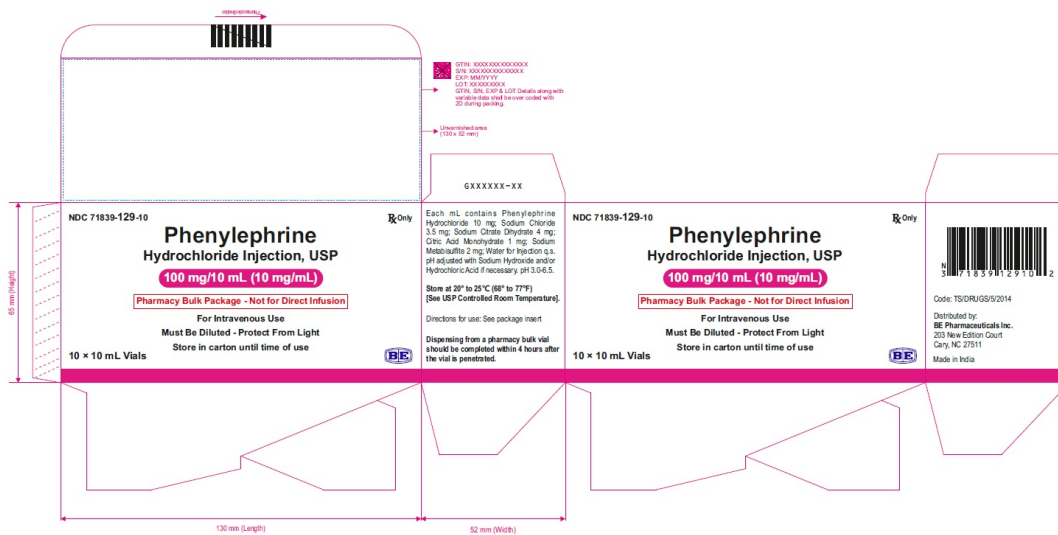 Phenylephrine
GTIN: XXXXXXXXXXXXXX
S/N: XXXXXXXXXXXXXX
EXP: MM/YYYY
LOT: XXXXXXXXX
GTIN, S/N, EXP & LOT Details along with
variable data shall be over coded with
2D during packing.
Unvarnished area
(130 x 52 mm)
GXXXXXX-XX
65 mm (Height)
NDC 71839-129-10
Rx Only
Phenylephrine
Hydrochloride Injection, USP
100 mg/10 mL (10 mg/mL)
Pharmacy Bulk Package - Not for Direct Infusion
For Intravenous Use
Must Be Diluted - Protect From Light
Store in carton until time of use
10 × 10 mL Vials
BE
Each mL contains Phenylephrine
Hydrochloride 10 mg; Sodium Chloride
3.5 mg; Sodium Citrate Dihydrate 4 mg;
Citric Acid Monohydrate 1 mg; Sodium
Metabisulfite 2 mg; Water for Injection q.s.
pH adjusted with Sodium Hydroxide and/or
Hydrochloric Acid if necessary. pH 3.0-6.5.
Store at 20° to 25°C (68° to 77°F)
[See USP Controlled Room Temperature].
Directions for use: See package insert
Dispensing from a pharmacy bulk vial
should be completed within 4 hours after
the vial is penetrated.
NDC 71839-129-10
Rx Only
Phenylephrine
Hydrochloride Injection, USP
100 mg/10 mL (10 mg/mL)
Pharmacy Bulk Package - Not for Direct Infusion
For Intravenous Use
Must Be Diluted - Protect From Light
Store in carton until time of use
10 × 10 mL Vials
BE
N
3 71839 12910 2
Code: TS/DRUGS/5/2014
Distributed by:
BE Pharmaceuticals Inc.
203 New Edition Court
Cary, NC 27511
Made in India
130 mm (Length)
52 mm (Width)